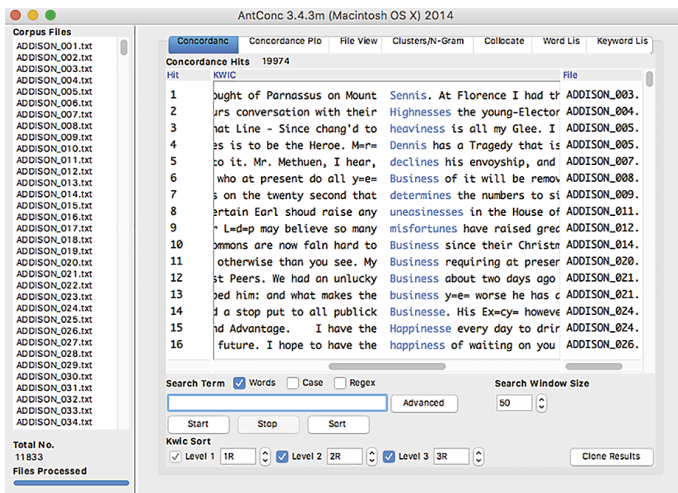 AntConc 3.4.3m (Macintosh OS X) 2014
Corpus Files
ADDISON_001.txt
ADDISON_002.txt
ADDISON_003.txt
ADDISON_004.txt
ADDISON_005.txt
ADDISON_006.txt
ADDISON_007.txt
ADDISON_008.txt
ADDISON_009.txt
ADDISON_010.txt
ADDISON_011.txt
ADDISON_012.txt
ADDISON_013.txt
ADDISON_014.txt
ADDISON_015.txt
ADDISON_016.txt
ADDISON_017.txt
ADDISON_018.txt
ADDISON_019.txt
ADDISON_020.txt
ADDISON_021.txt
ADDISON_022.txt
ADDISON_023.txt
ADDISON_024.txt
ADDISON_025.txt
ADDISON_026.txt
ADDISON_027.txt
ADDISON_028.txt
ADDISON_029.txt
ADDISON_030.txt
ADDISON_031.txt
ADDISON_032.txt
ADDISON_033.txt
ADDISON_034.txt
Total No.
11833
Files Processed
Concordanc Concordance Plo File View Clusters/N-Gram Collocate Word Lis Keyword Lis
Concordance Hits 19974
Hit KWIC File
1 ought of Parnassus on Mount Sennis. At Florence I had th ADDISON_003.
2 urs conversation with their Highnesses the young-Elector ADDISON_004.
3 hat Line - Since chang'd to heaviness is all my Glee. I ADDISON_005.
4 es is to be the Heroe. M=r= Dennis has a Tragedy that is ADDISON_005.
5 to it. Mr. Methuen, I hear, declines his envoyship, and ADDISON_007.
6 who at present do all y=e= Business of it will be remov ADDISON_008.
7 s on the twenty second that determines the numbers to si ADDISON_009.
8 ertain Earl shoud raise any uneasinesses in the House of ADDISON_011.
9 r L=d=p may believe so many misfortunes have raised grea ADDISON_012.
10 ommons are now faln hard to Business since their Christm ADDISON_014.
11 otherwise than you see. My Business requiring at preser ADDISON_020.
12 st Peers. We had an unlucky Business about two days ago ADDISON_021.
13 ped him: and what makes the business y=e= worse he has a ADDISON_021.
14 d a stop put to all publick Businesse. His Ex=cy= howeve ADDISON_024.
15 nd Advantage. I have the Happinesse every day to drir ADDISON_024.
16 future. I hope to have the happiness of waiting on you ADDISON_026.
Search Term Words Case Regex Search Window Size
Advanced 50
Start Stop Sort
Kwic Sort
Level 1 1R Level 2 2R Level 3 3R Clone Results